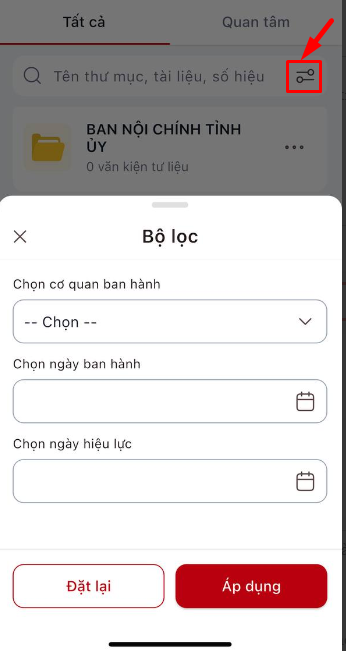 Tất cả
Quan tâm
Tên thư mục, tài liệu, số hiệu
BAN NỘI CHÍNH TỈNH
ỦY
0 văn kiện tư liệu
Bộ lọc
Chọn cơ quan ban hành
-- Chọn --
Chọn ngày ban hành
Chọn ngày hiệu lực
Đặt lại
Áp dụng